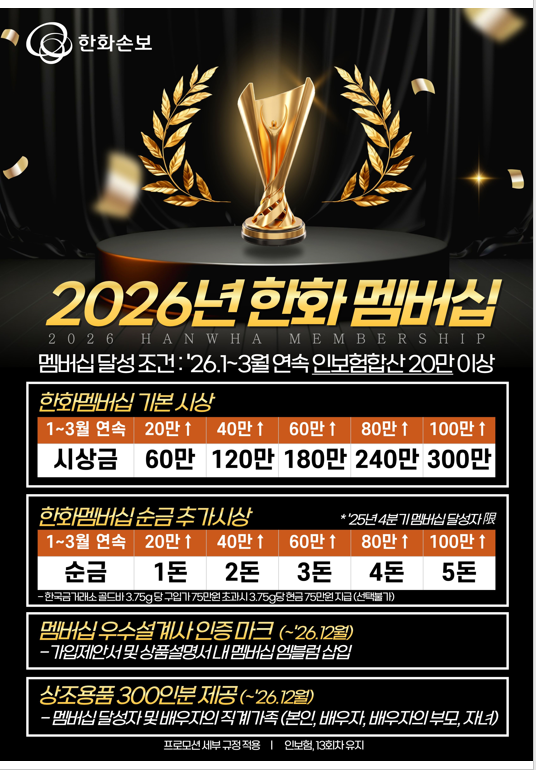 한화손보
2026년 한화 멤버십
2026 HANWHA MEMBERSHIP
멤버십 달성 조건 : '26.1~3월 연속 인보험합산 20만 이상
한화멤버십 기본 시상
1~3월 연속 20만↑ 40만↑ 60만↑ 80만↑ 100만↑
시상금 60만 120만 180만 240만 300만
한화멤버십 순금 추가시상 * '25년 4분기 멤버십 달성자 限
1~3월 연속 20만↑ 40만↑ 60만↑ 80만↑ 100만↑
순금 1돈 2돈 3돈 4돈 5돈
- 한국금거래소 골드바 3.75g 당 구입가 75만원 초과시 3.75g당 현금 75만원 지급 (선택불가)
멤버십 우수설계사 인증 마크 (~'26.12월)
- 가입제안서 및 상품설명서 내 멤버십 엠블럼 삽입
상조용품 300인분 제공 (~'26.12월)
- 멤버십 달성자 및 배우자의 직계가족 (본인, 배우자, 배우자의 부모, 자녀)
프로모션 세부 규정 적용 | 인보험, 13회차 유지